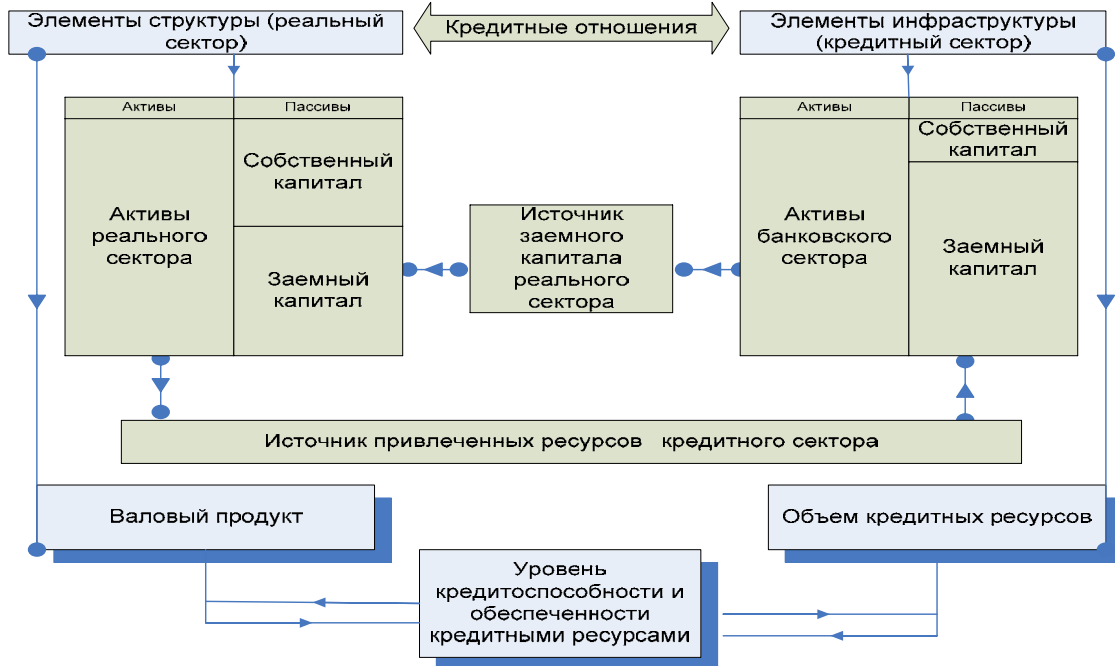 Элементы структуры (реальный
сектор)
Кредитные отношения
Элементы инфраструктуры
(кредитный сектор)
Активы
Пассивы
Активы
реального
сектора
Собственный
капитал
Заемный
капитал
Источник
заемного
капитала
реального
сектора
Активы
Пассивы
Активы
банковского
сектора
Собственный
капитал
Заемный
капитал
Источник привлеченных ресурсов кредитного сектора
Валовый продукт
Объем кредитных ресурсов
Уровень
кредитоспособности и
обеспеченности
кредитными ресурсами